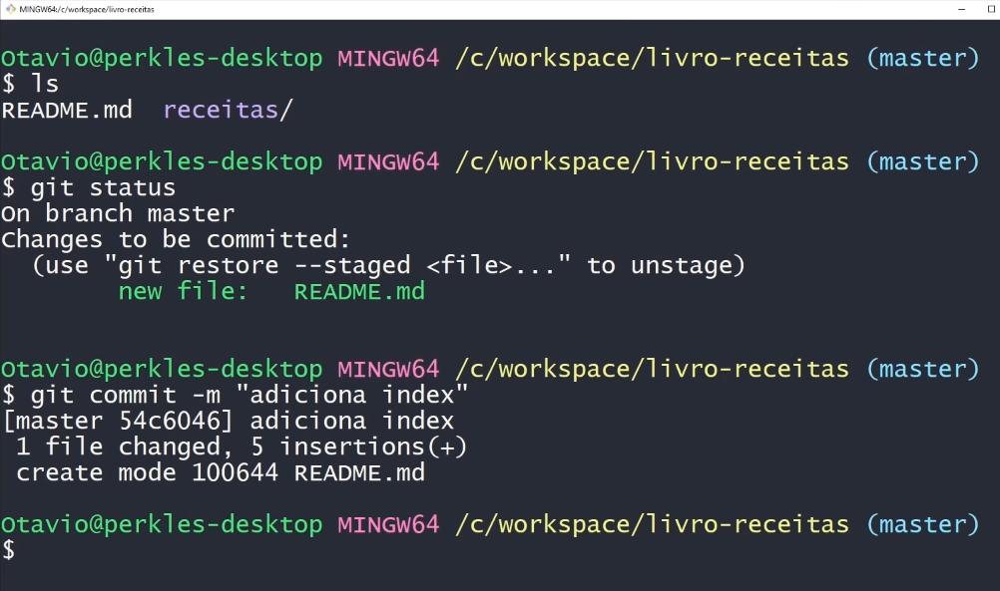 MINGW64:/c/workspace/livro-receitas
Otavio@perkles-desktop MINGW64 /c/workspace/livro-receitas (master)
$ ls
README.md  receitas/
Otavio@perkles-desktop MINGW64 /c/workspace/livro-receitas (master)
$ git status
On branch master
Changes to be committed:
  (use "git restore --staged <file>..." to unstage)
        new file:   README.md
Otavio@perkles-desktop MINGW64 /c/workspace/livro-receitas (master)
$ git commit -m "adiciona index"
[master 54c6046] adiciona index
 1 file changed, 5 insertions(+)
 create mode 100644 README.md
Otavio@perkles-desktop MINGW64 /c/workspace/livro-receitas (master)
$